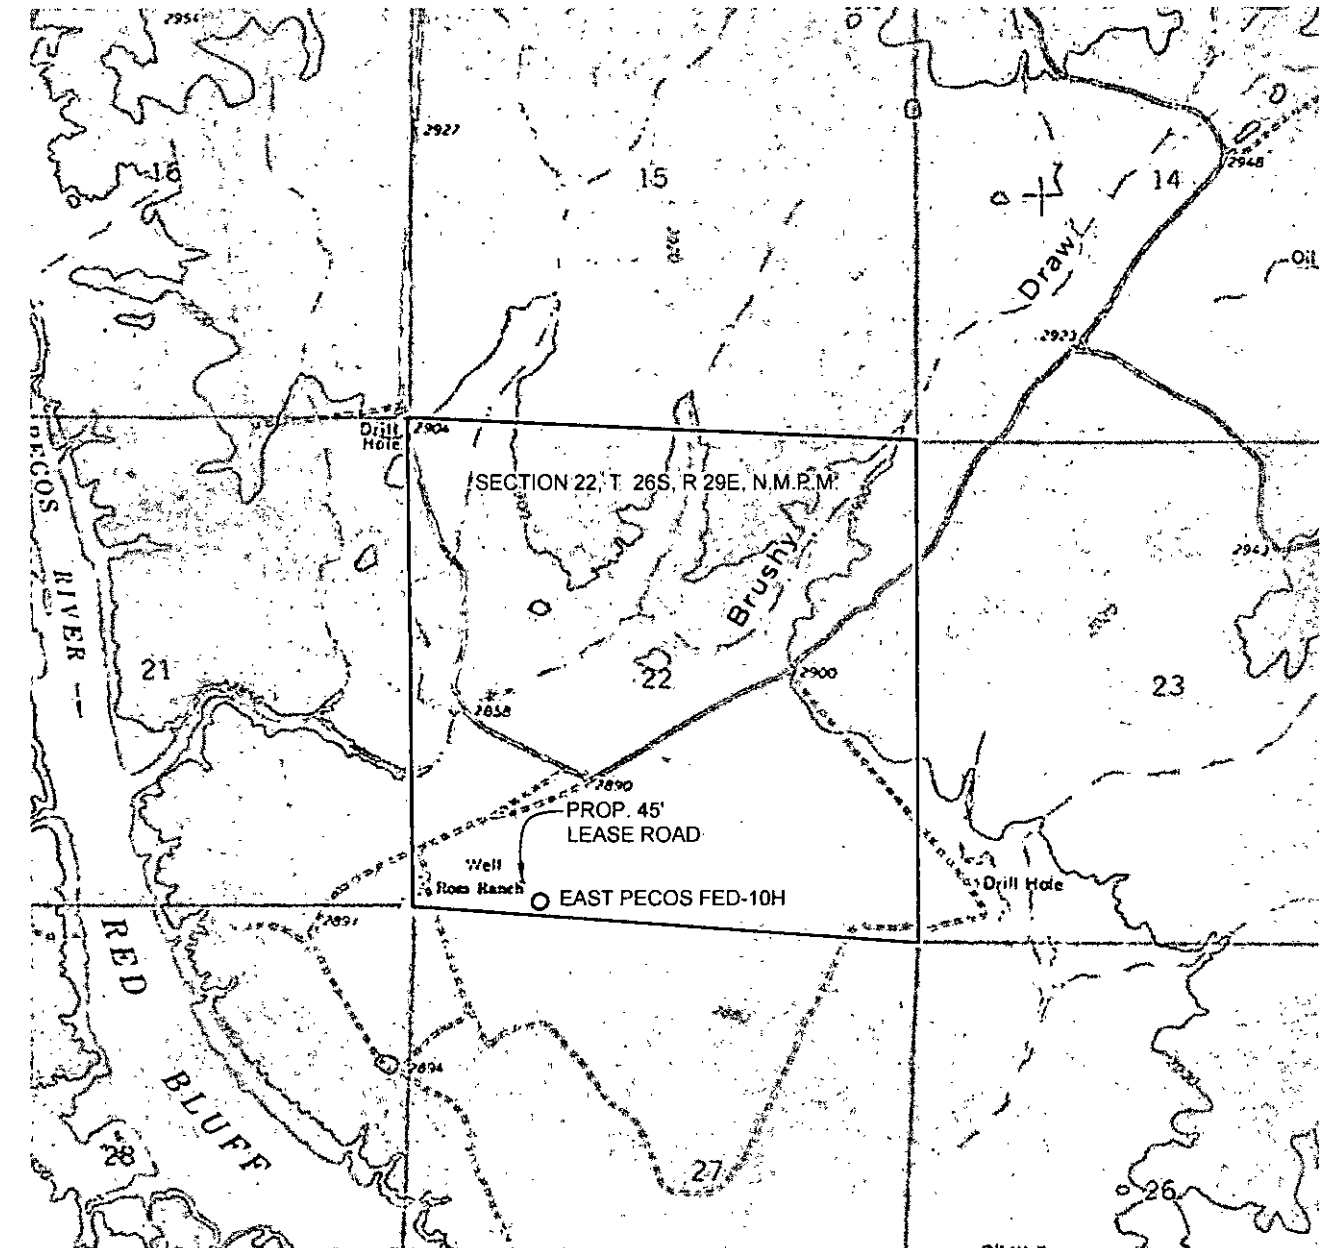 2927
16
15
14
2948
Draw
Oil
2923
Drill
Hole
2904
PECOS
RIVER
SECTION 22, T 26S, R 29E, N.M.P.M.
2943
Brushy
21
22
2900
23
2858
2890
PROP. 45'
LEASE ROAD
Well
Ross Ranch
EAST PECOS FED-10H
Drill Hole
2891
RED
BLUFF
2894
28
27
26